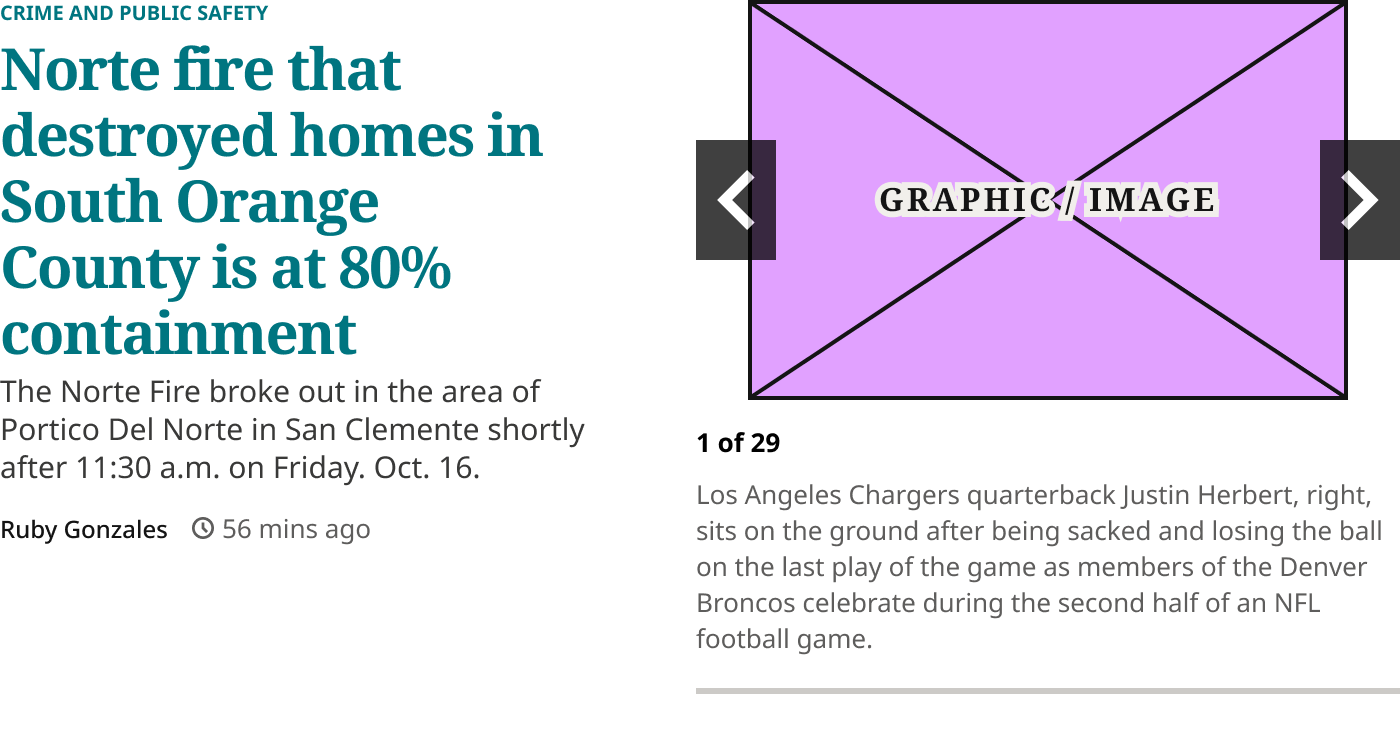 CRIME AND PUBLIC SAFETY
Norte fire that
destroyed homes in
South Orange
County is at 80%
containment
The Norte Fire broke out in the area of
Portico Del Norte in San Clemente shortly
after 11:30 a.m. on Friday. Oct. 16.
Ruby Gonzales 56 mins ago
GRAPHIC / IMAGE
1 of 29
Los Angeles Chargers quarterback Justin Herbert, right,
sits on the ground after being sacked and losing the ball
on the last play of the game as members of the Denver
Broncos celebrate during the second half of an NFL
football game.